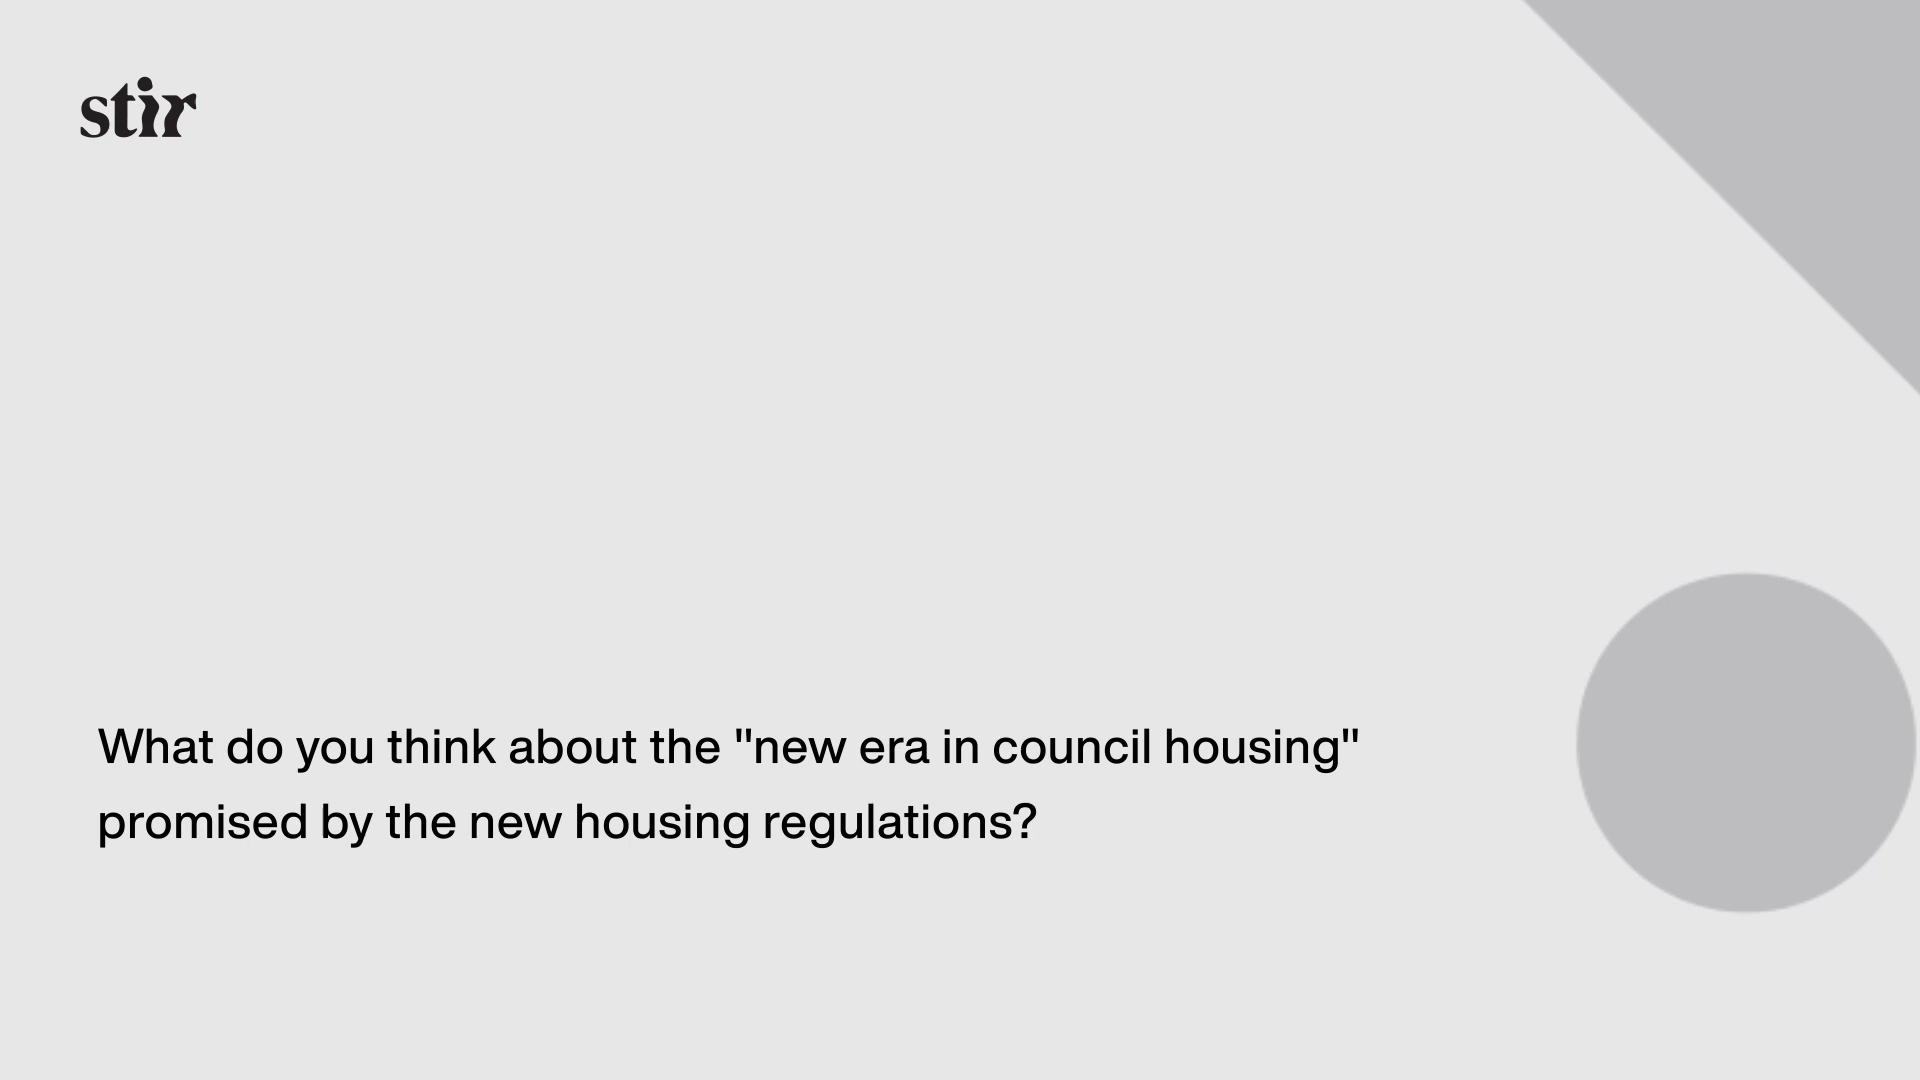 stir
What do you think about the "new era in council housing"
promised by the new housing regulations?